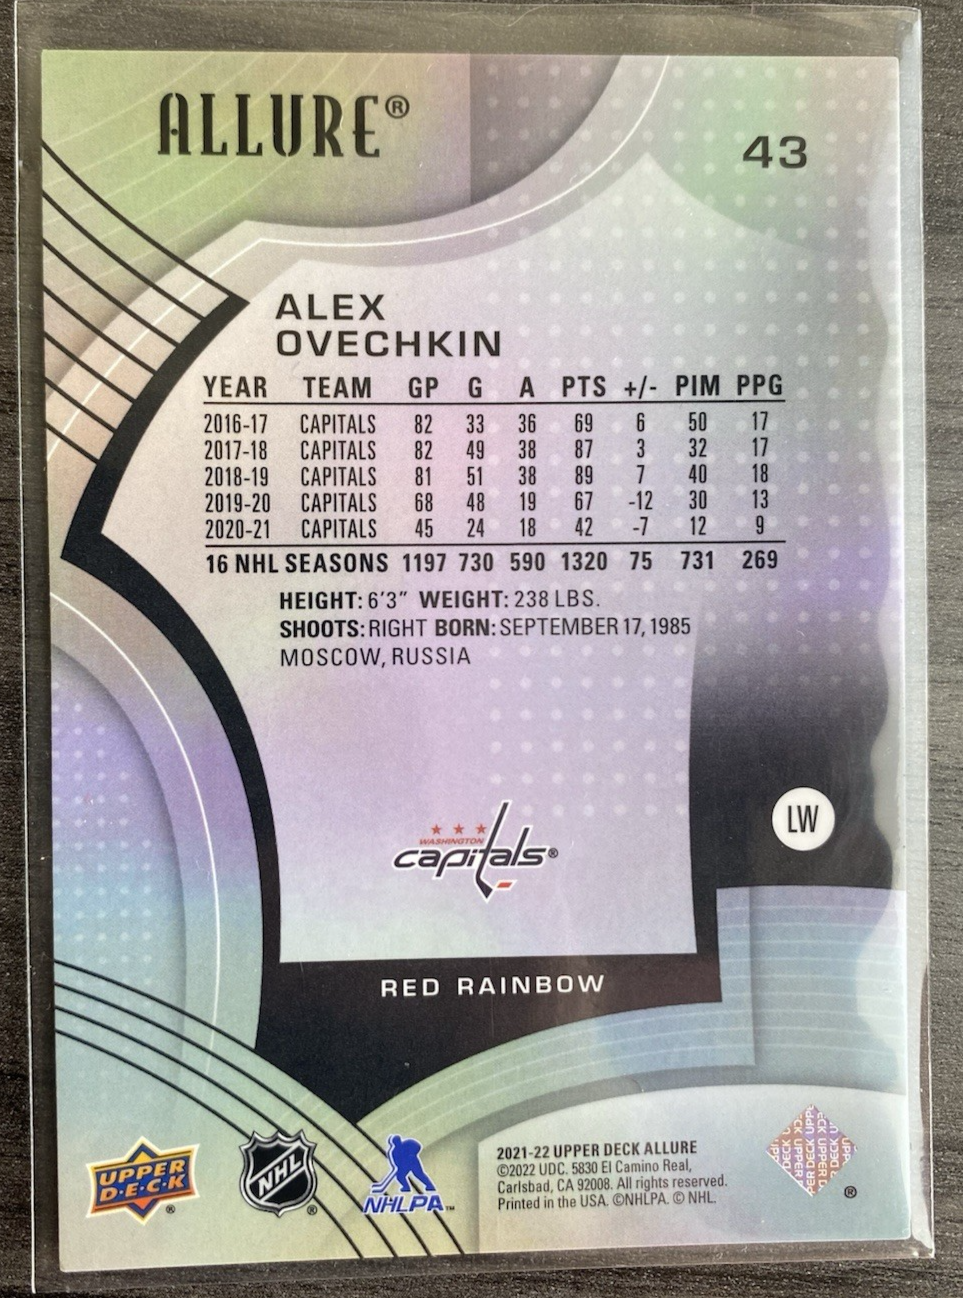 ALLURE®
43
ALEX
OVECHKIN
YEAR TEAM GP G A PTS +/- PIM PPG
2016-17 CAPITALS 82 33 36 69 6 50 17
2017-18 CAPITALS 82 49 38 87 3 32 17
2018-19 CAPITALS 81 51 38 89 7 40 18
2019-20 CAPITALS 68 48 19 67 -12 30 13
2020-21 CAPITALS 45 24 18 42 -7 12 9
16 NHL SEASONS 1197 730 590 1320 75 731 269
HEIGHT: 6'3" WEIGHT: 238 LBS.
SHOOTS: RIGHT BORN: SEPTEMBER 17, 1985
MOSCOW, RUSSIA
LW
WASHINGTON
capitals®
RED RAINBOW
UPPER
D·E·C·K®
NHL®
NHLPA™
2021-22 UPPER DECK ALLURE
©2022 UDC. 5830 El Camino Real,
Carlsbad, CA 92008. All rights reserved.
Printed in the USA. ©NHLPA. © NHL.
UPPER DECK
®